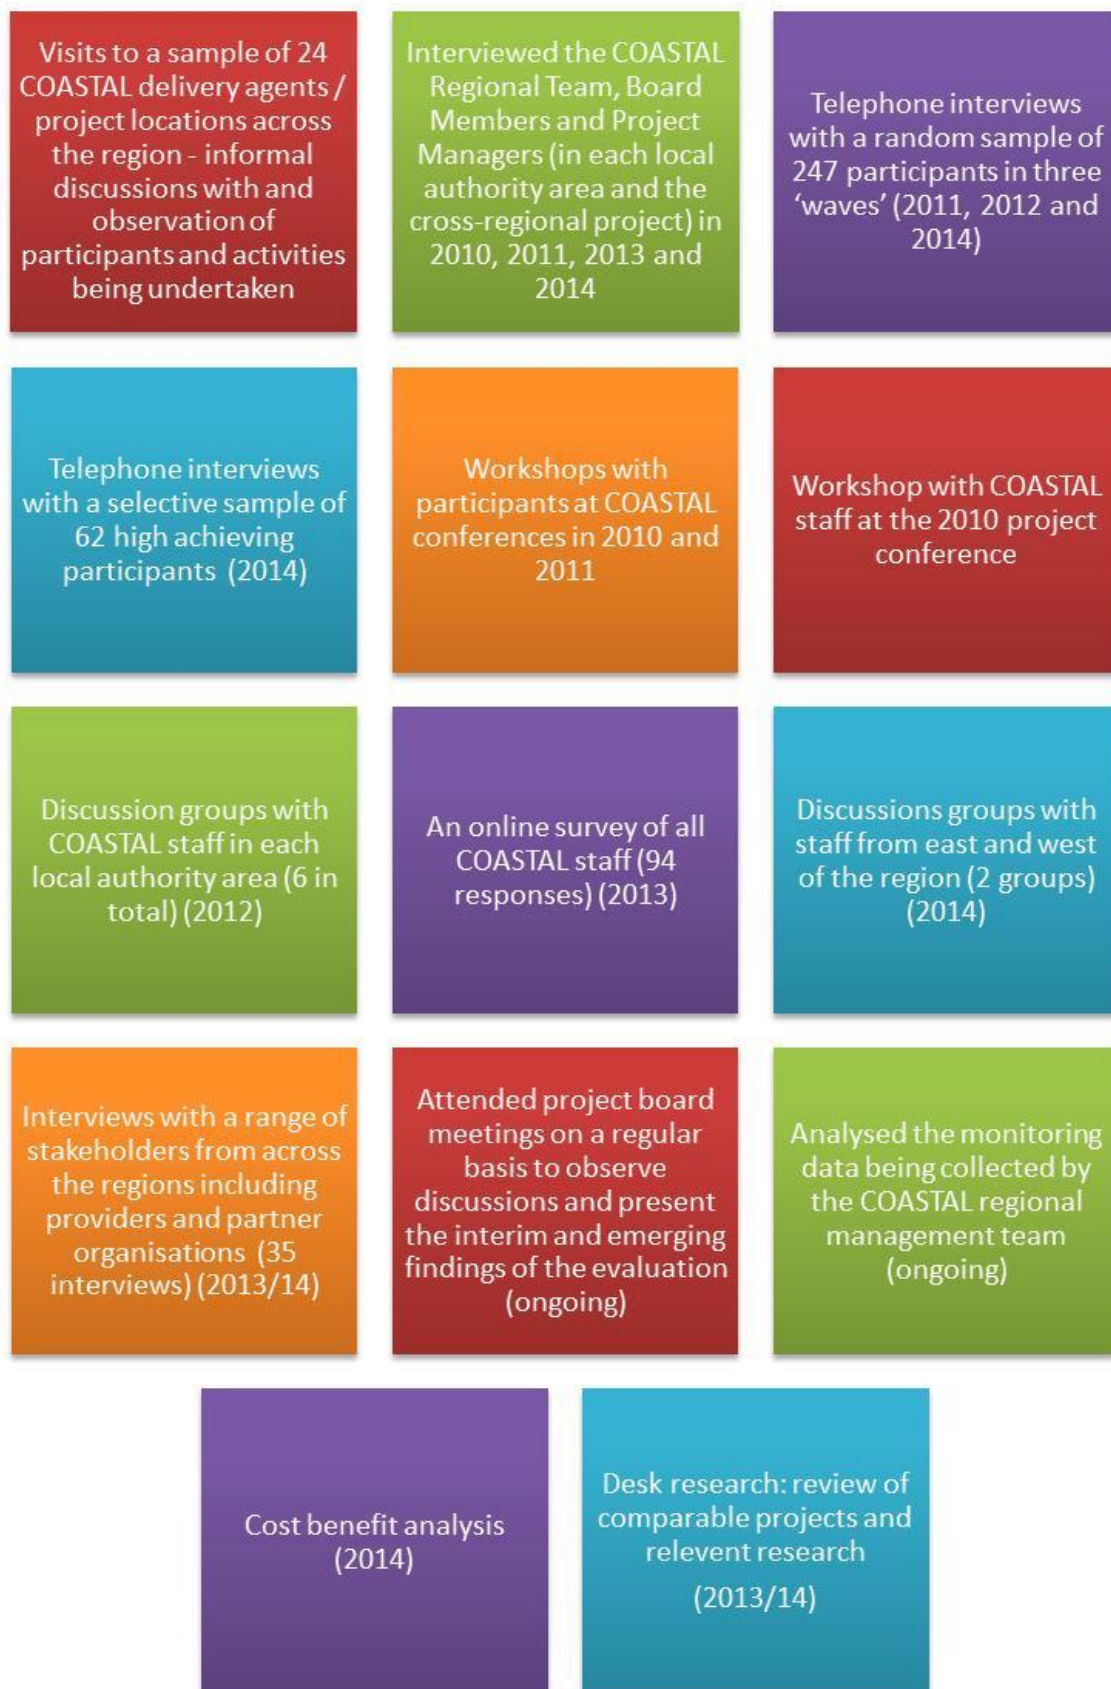 Visits to a sample of 24
COASTAL delivery agents /
project locations across
the region - informal
discussions with and
observation of
participants and activities
being undertaken
Interviewed the COASTAL
Regional Team, Board
Members and Project
Managers (in each local
authority area and the
cross-regional project) in
2010, 2011, 2013 and
2014
Telephone interviews
with a random sample of
247 participants in three
‘waves’ (2011, 2012 and
2014)
Telephone interviews
with a selective sample of
62 high achieving
participants (2014)
Workshops with
participants at COASTAL
conferences in 2010 and
2011
Workshop with COASTAL
staff at the 2010 project
conference
Discussion groups with
COASTAL staff in each
local authority area (6 in
total) (2012)
An online survey of all
COASTAL staff (94
responses) (2013)
Discussions groups with
staff from east and west
of the region (2 groups)
(2014)
Interviews with a range of
stakeholders from across
the regions including
providers and partner
organisations (35
interviews) (2013/14)
Attended project board
meetings on a regular
basis to observe
discussions and present
the interim and emerging
findings of the evaluation
(ongoing)
Analysed the monitoring
data being collected by
the COASTAL regional
management team
(ongoing)
Cost benefit analysis
(2014)
Desk research: review of
comparable projects and
relevent research
(2013/14)